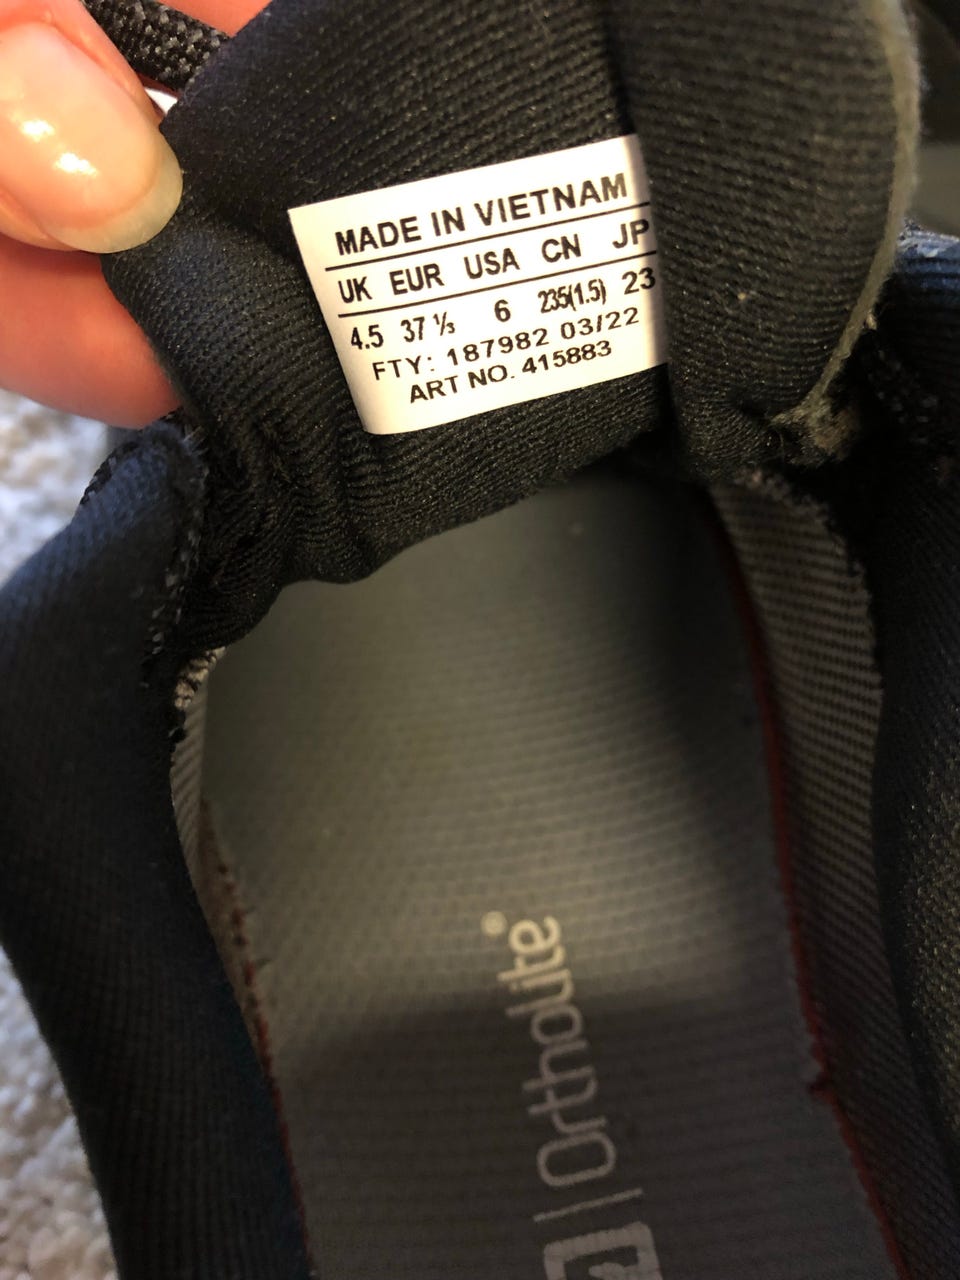 MADE IN VIETNAM
UK EUR USA CN JP
4.5 37 ⅓ 6 235(1.5) 23
FTY: 187982 03/22
ART NO. 415883
| Ortholite®